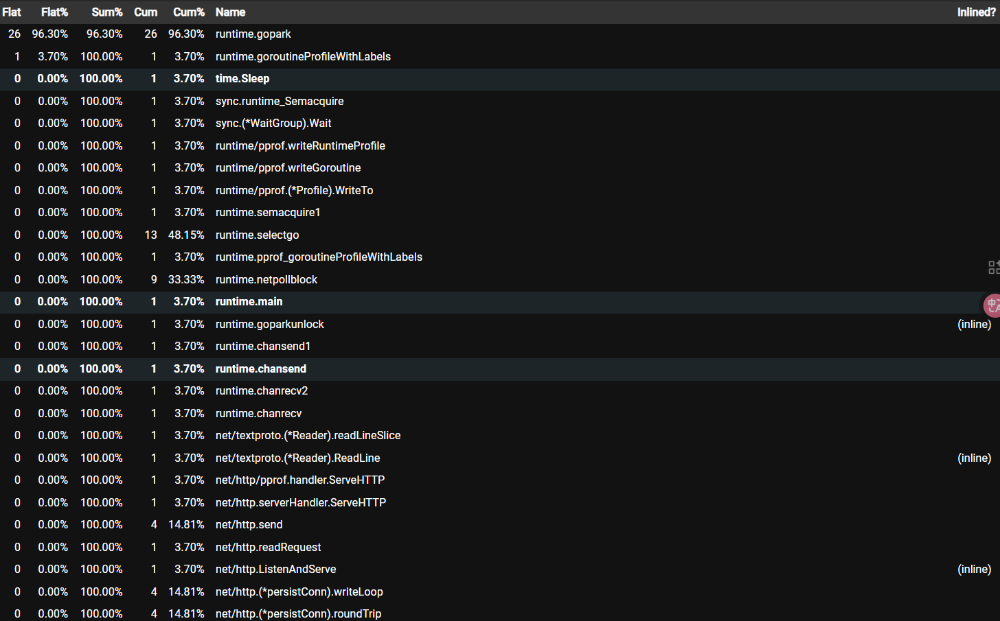 Flat Flat% Sum% Cum Cum% Name Inlined?
26 96.30% 96.30% 26 96.30% runtime.gopark
1 3.70% 100.00% 1 3.70% runtime.goroutineProfileWithLabels
0 0.00% 100.00% 1 3.70% time.Sleep
0 0.00% 100.00% 1 3.70% sync.runtime_Semacquire
0 0.00% 100.00% 1 3.70% sync.(*WaitGroup).Wait
0 0.00% 100.00% 1 3.70% runtime/pprof.writeRuntimeProfile
0 0.00% 100.00% 1 3.70% runtime/pprof.writeGoroutine
0 0.00% 100.00% 1 3.70% runtime/pprof.(*Profile).WriteTo
0 0.00% 100.00% 1 3.70% runtime.semacquire1
0 0.00% 100.00% 13 48.15% runtime.selectgo
0 0.00% 100.00% 1 3.70% runtime.pprof_goroutineProfileWithLabels
0 0.00% 100.00% 9 33.33% runtime.netpollblock
0 0.00% 100.00% 1 3.70% runtime.main
0 0.00% 100.00% 1 3.70% runtime.goparkunlock (inline)
0 0.00% 100.00% 1 3.70% runtime.chansend1
0 0.00% 100.00% 1 3.70% runtime.chansend
0 0.00% 100.00% 1 3.70% runtime.chanrecv2
0 0.00% 100.00% 1 3.70% runtime.chanrecv
0 0.00% 100.00% 1 3.70% net/textproto.(*Reader).readLineSlice
0 0.00% 100.00% 1 3.70% net/textproto.(*Reader).ReadLine (inline)
0 0.00% 100.00% 1 3.70% net/http/pprof.handler.ServeHTTP
0 0.00% 100.00% 1 3.70% net/http.serverHandler.ServeHTTP
0 0.00% 100.00% 4 14.81% net/http.send
0 0.00% 100.00% 1 3.70% net/http.readRequest
0 0.00% 100.00% 1 3.70% net/http.ListenAndServe (inline)
0 0.00% 100.00% 4 14.81% net/http.(*persistConn).writeLoop
0 0.00% 100.00% 4 14.81% net/http.(*persistConn).roundTrip